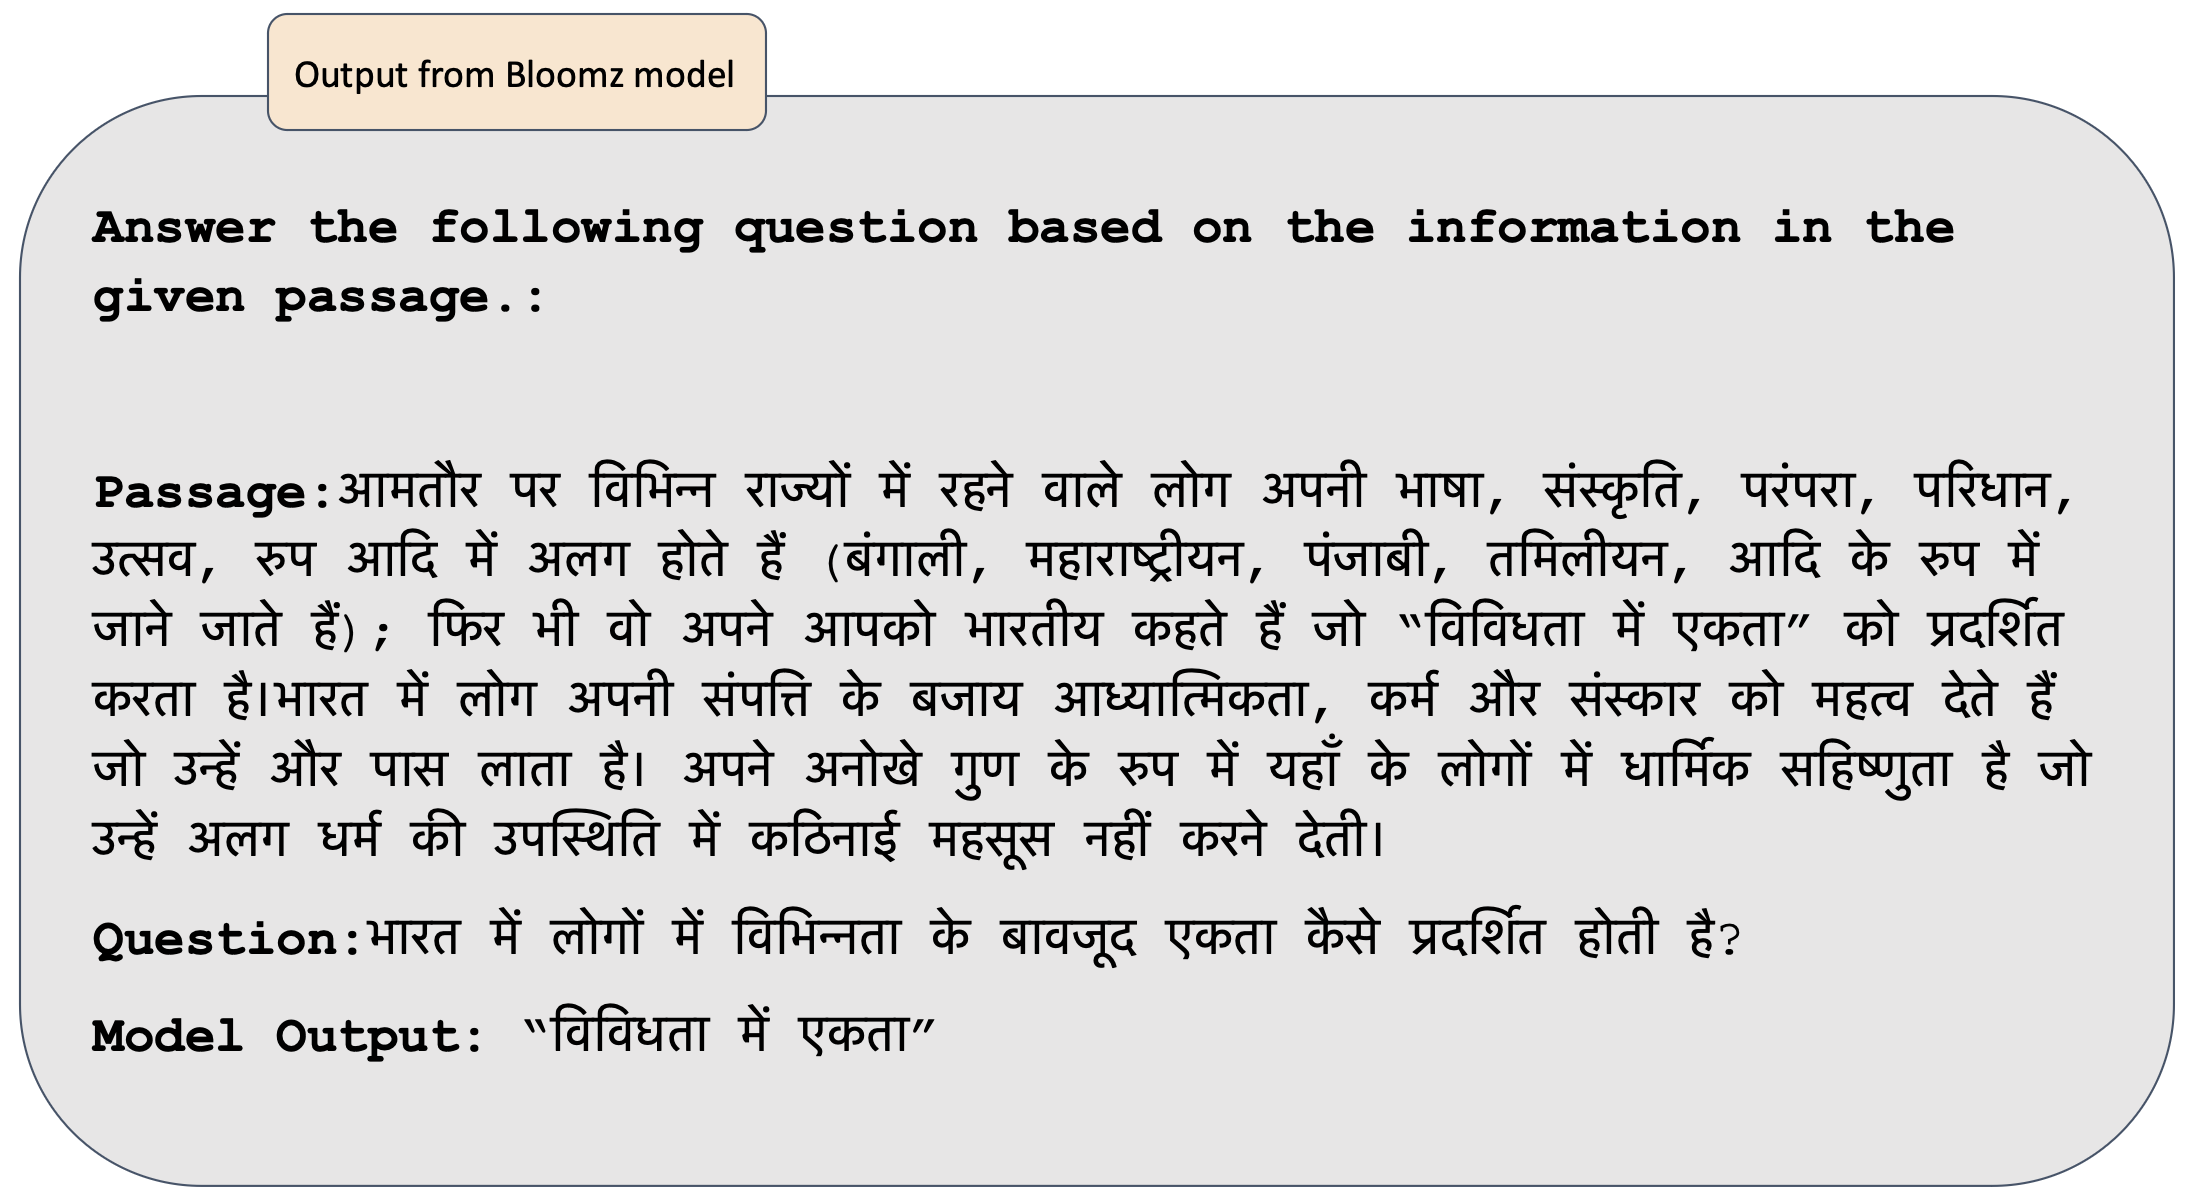 Output from Bloomz model
Answer the following question based on the information in the
given passage.:
Passage:आमतौर पर विभिन्न राज्यों में रहने वाले लोग अपनी भाषा, संस्कृति, परंपरा, परिधान,
उत्सव, रुप आदि में अलग होते हैं (बंगाली, महाराष्ट्रीयन, पंजाबी, तमिलीयन, आदि के रुप में
जाने जाते हैं); फिर भी वो अपने आपको भारतीय कहते हैं जो “विविधता में एकता” को प्रदर्शित
करता है।भारत में लोग अपनी संपत्ति के बजाय आध्यात्मिकता, कर्म और संस्कार को महत्व देते हैं
जो उन्हें और पास लाता है। अपने अनोखे गुण के रुप में यहाँ के लोगों में धार्मिक सहिष्णुता है जो
उन्हें अलग धर्म की उपस्थिति में कठिनाई महसूस नहीं करने देती।
Question:भारत में लोगों में विभिन्नता के बावजूद एकता कैसे प्रदर्शित होती है?
Model Output: “विविधता में एकता”